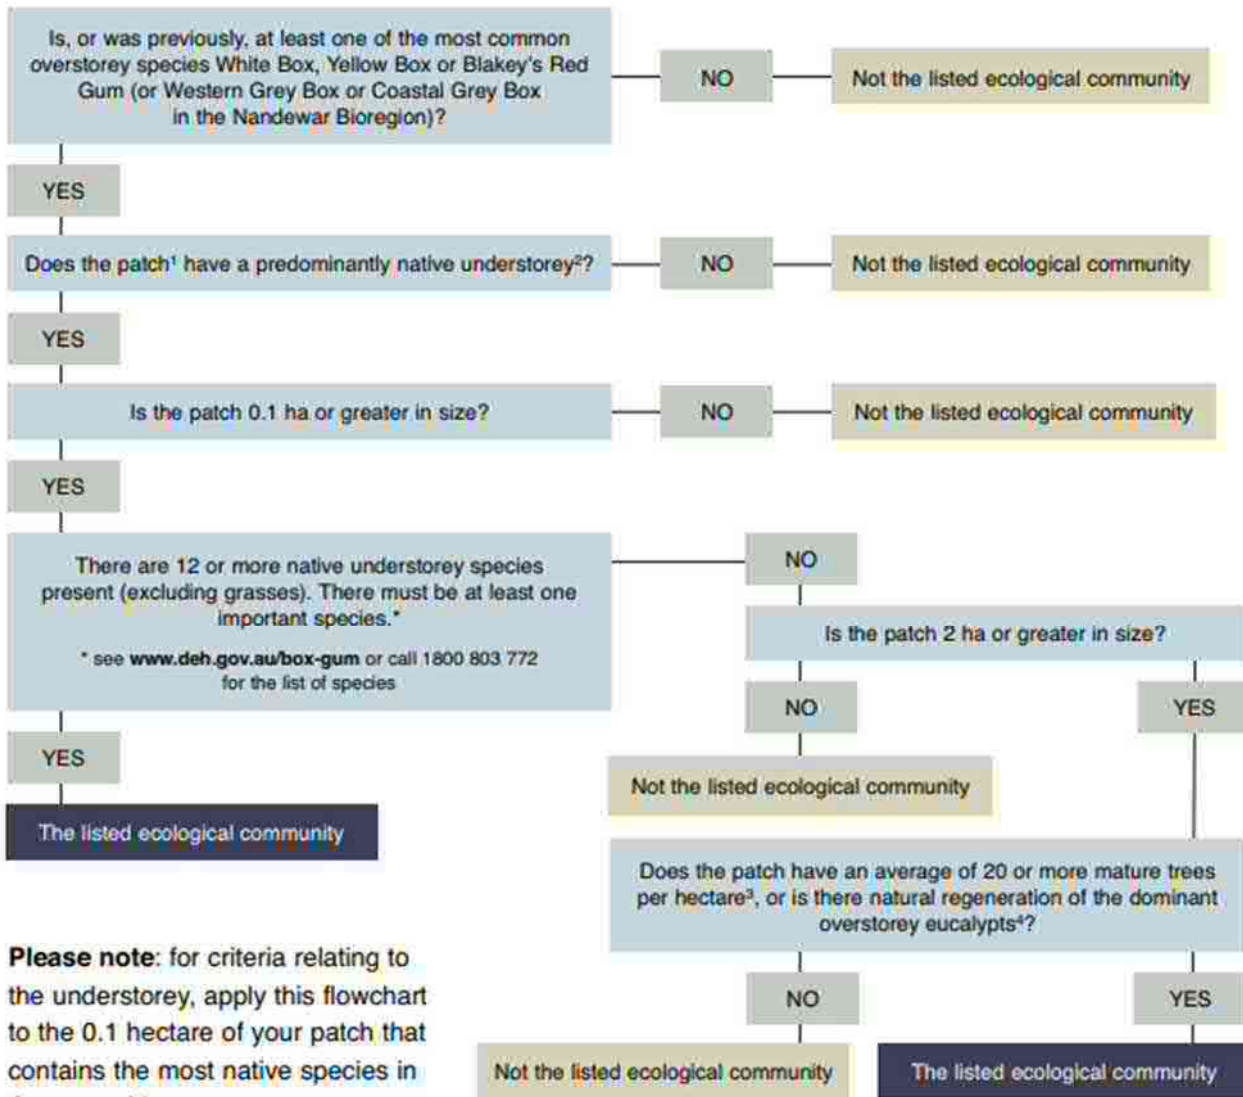 Is, or was previously, at least one of the most common
overstorey species White Box, Yellow Box or Blakey's Red
Gum (or Western Grey Box or Coastal Grey Box
in the Nandewar Bioregion)?
NO
Not the listed ecological community
YES
Does the patch¹ have a predominantly native understorey²?
NO
Not the listed ecological community
YES
Is the patch 0.1 ha or greater in size?
NO
Not the listed ecological community
YES
There are 12 or more native understorey species
present (excluding grasses). There must be at least one
important species.*
* see www.deh.gov.au/box-gum or call 1800 803 772
for the list of species
NO
Is the patch 2 ha or greater in size?
NO
YES
YES
Not the listed ecological community
The listed ecological community
Does the patch have an average of 20 or more mature trees
per hectare³, or is there natural regeneration of the dominant
overstorey eucalypts⁴?
NO
YES
Not the listed ecological community
The listed ecological community
Please note: for criteria relating to
the understorey, apply this flowchart
to the 0.1 hectare of your patch that
contains the most native species in